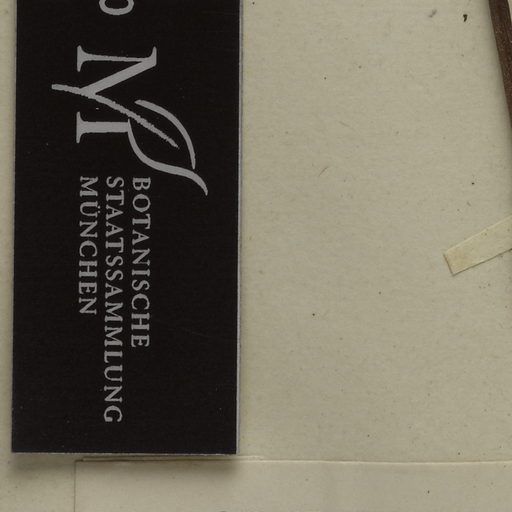 M
BOTANISCHE
STAATSSAMMLUNG
MÜNCHEN